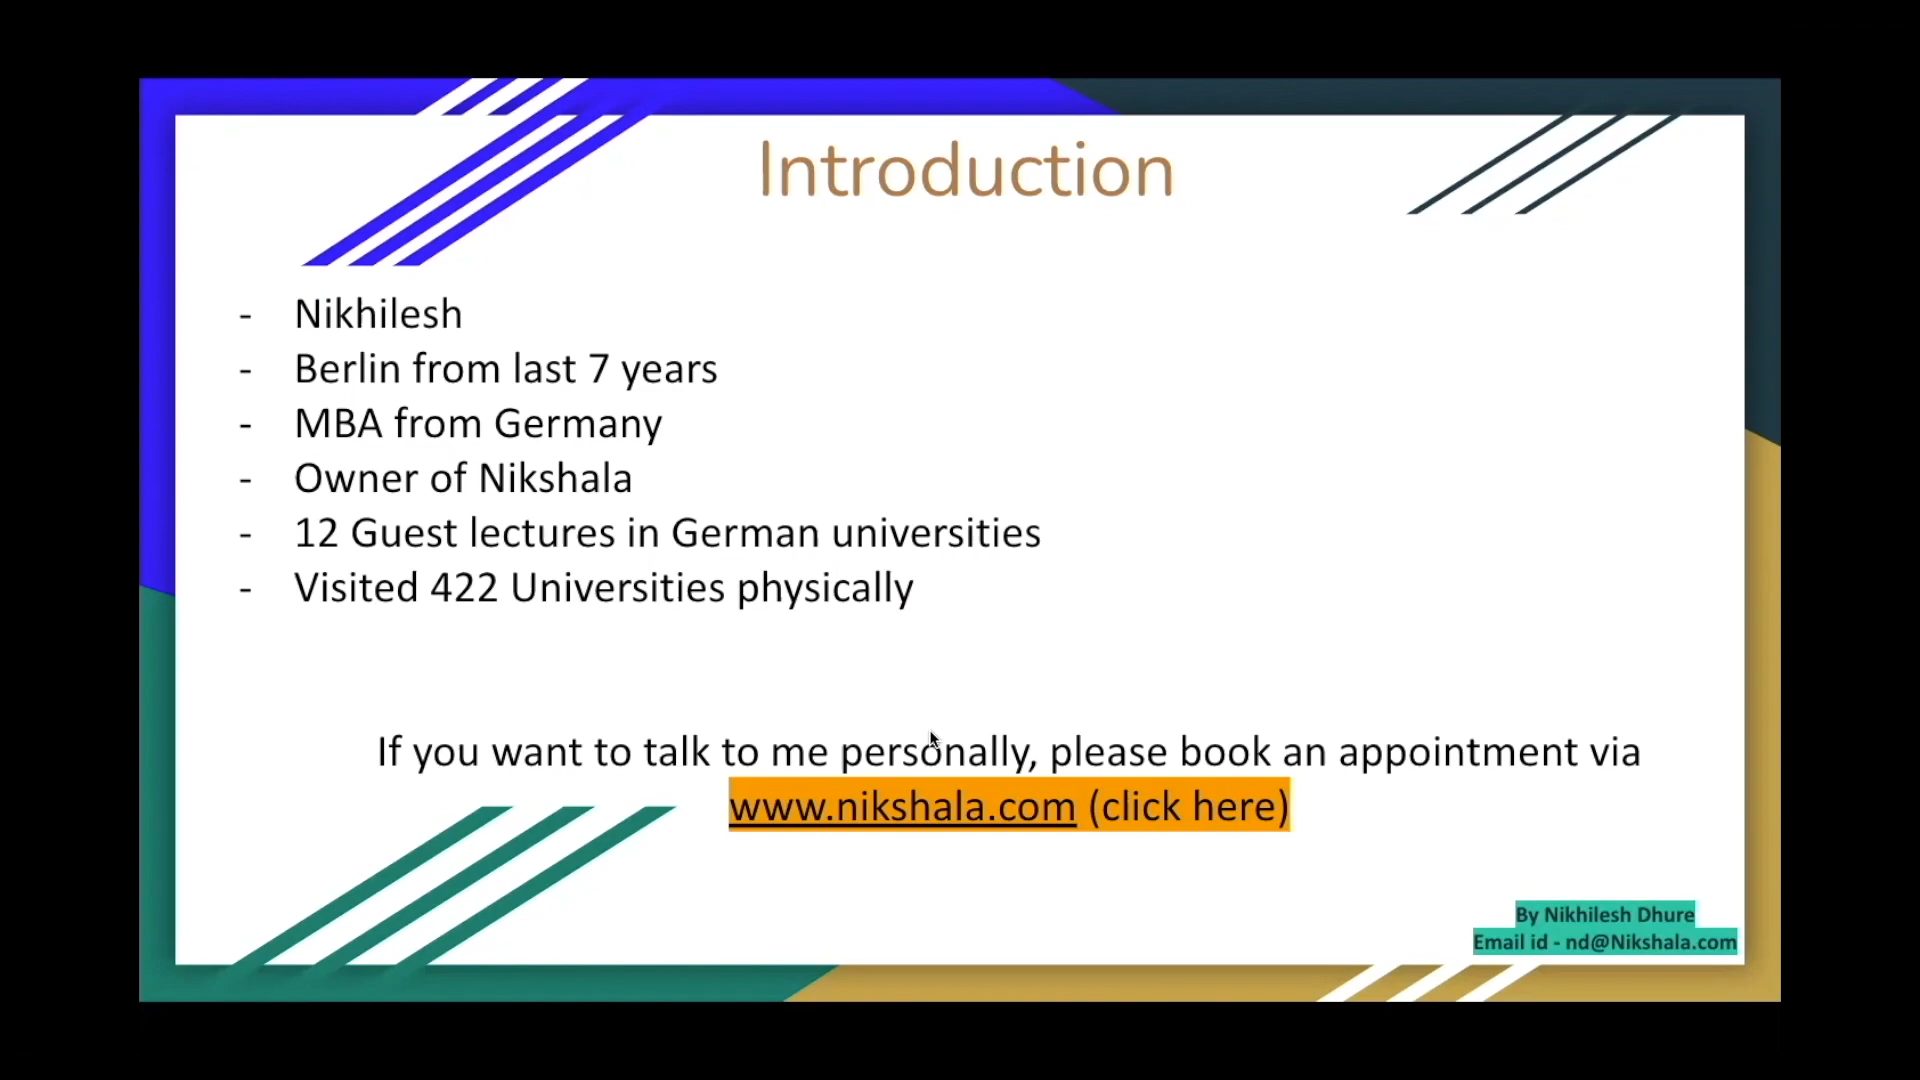 Introduction
- Nikhilesh
- Berlin from last 7 years
- MBA from Germany
- Owner of Nikshala
- 12 Guest lectures in German universities
- Visited 422 Universities physically
If you want to talk to me personally, please book an appointment via
www.nikshala.com (click here)
By Nikhilesh Dhure
Email id - nd@Nikshala.com